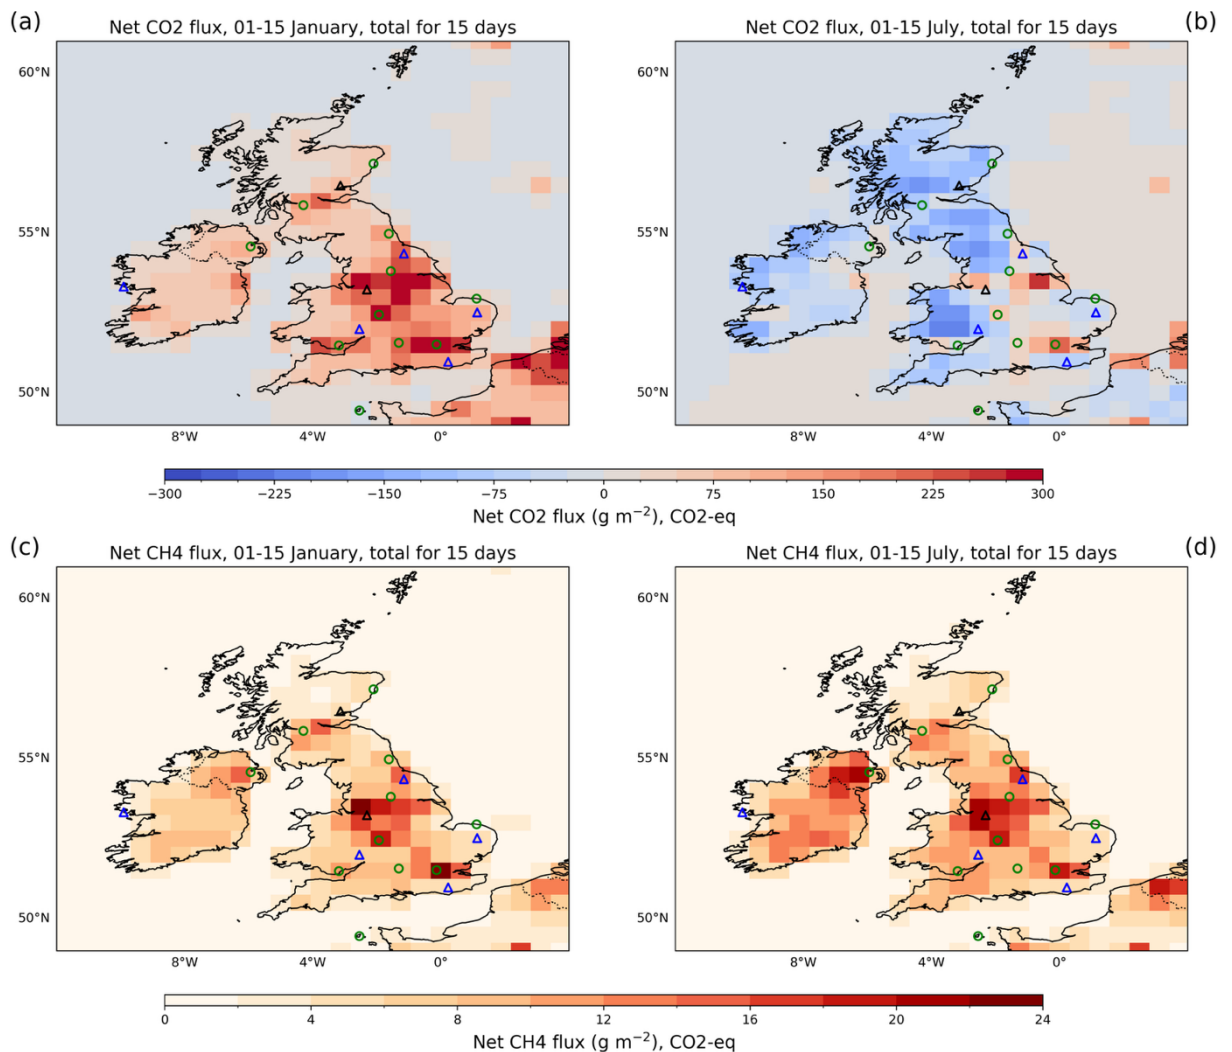 (a)
Net CO2 flux, 01-15 January, total for 15 days
Net CO2 flux, 01-15 July, total for 15 days
(b)
60°N
55°N
50°N
8°W 4°W 0°
60°N
55°N
50°N
8°W 4°W 0°
−300 −225 −150 −75 0 75 150 225 300
Net CO2 flux (g m⁻²), CO2-eq
(c)
Net CH4 flux, 01-15 January, total for 15 days
Net CH4 flux, 01-15 July, total for 15 days
(d)
60°N
55°N
50°N
8°W 4°W 0°
60°N
55°N
50°N
8°W 4°W 0°
0 4 8 12 16 20 24
Net CH4 flux (g m⁻²), CO2-eq